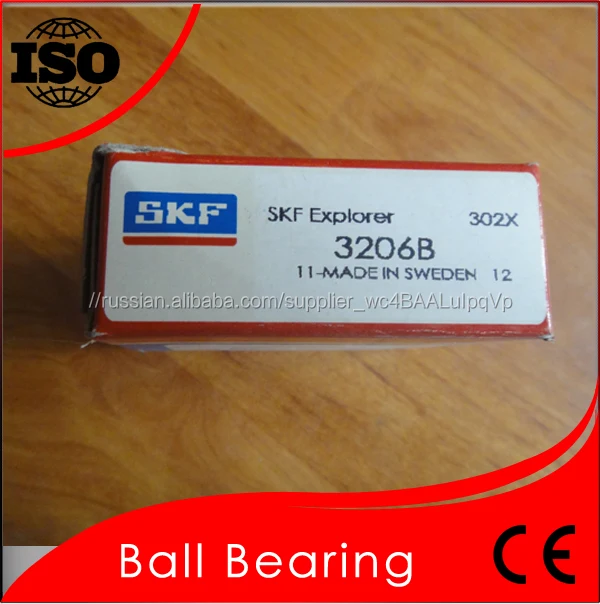 ISO
SKF
SKF Explorer 302X
3206B
11-MADE IN SWEDEN 12
//russian.alibaba.com/supplier_wc4BAALuIpqVp
Ball Bearing CE